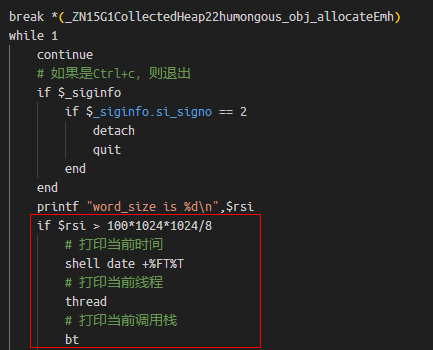 break *(_ZN15G1CollectedHeap22humongous_obj_allocateEmh)
while 1
    continue
    # 如果是Ctrl+c，则退出
    if $_siginfo
        if $_siginfo.si_signo == 2
            detach
            quit
        end
    end
    printf "word_size is %d\n",$rsi
    if $rsi > 100*1024*1024/8
        # 打印当前时间
        shell date +%FT%T
        # 打印当前线程
        thread
        # 打印当前调用栈
        bt